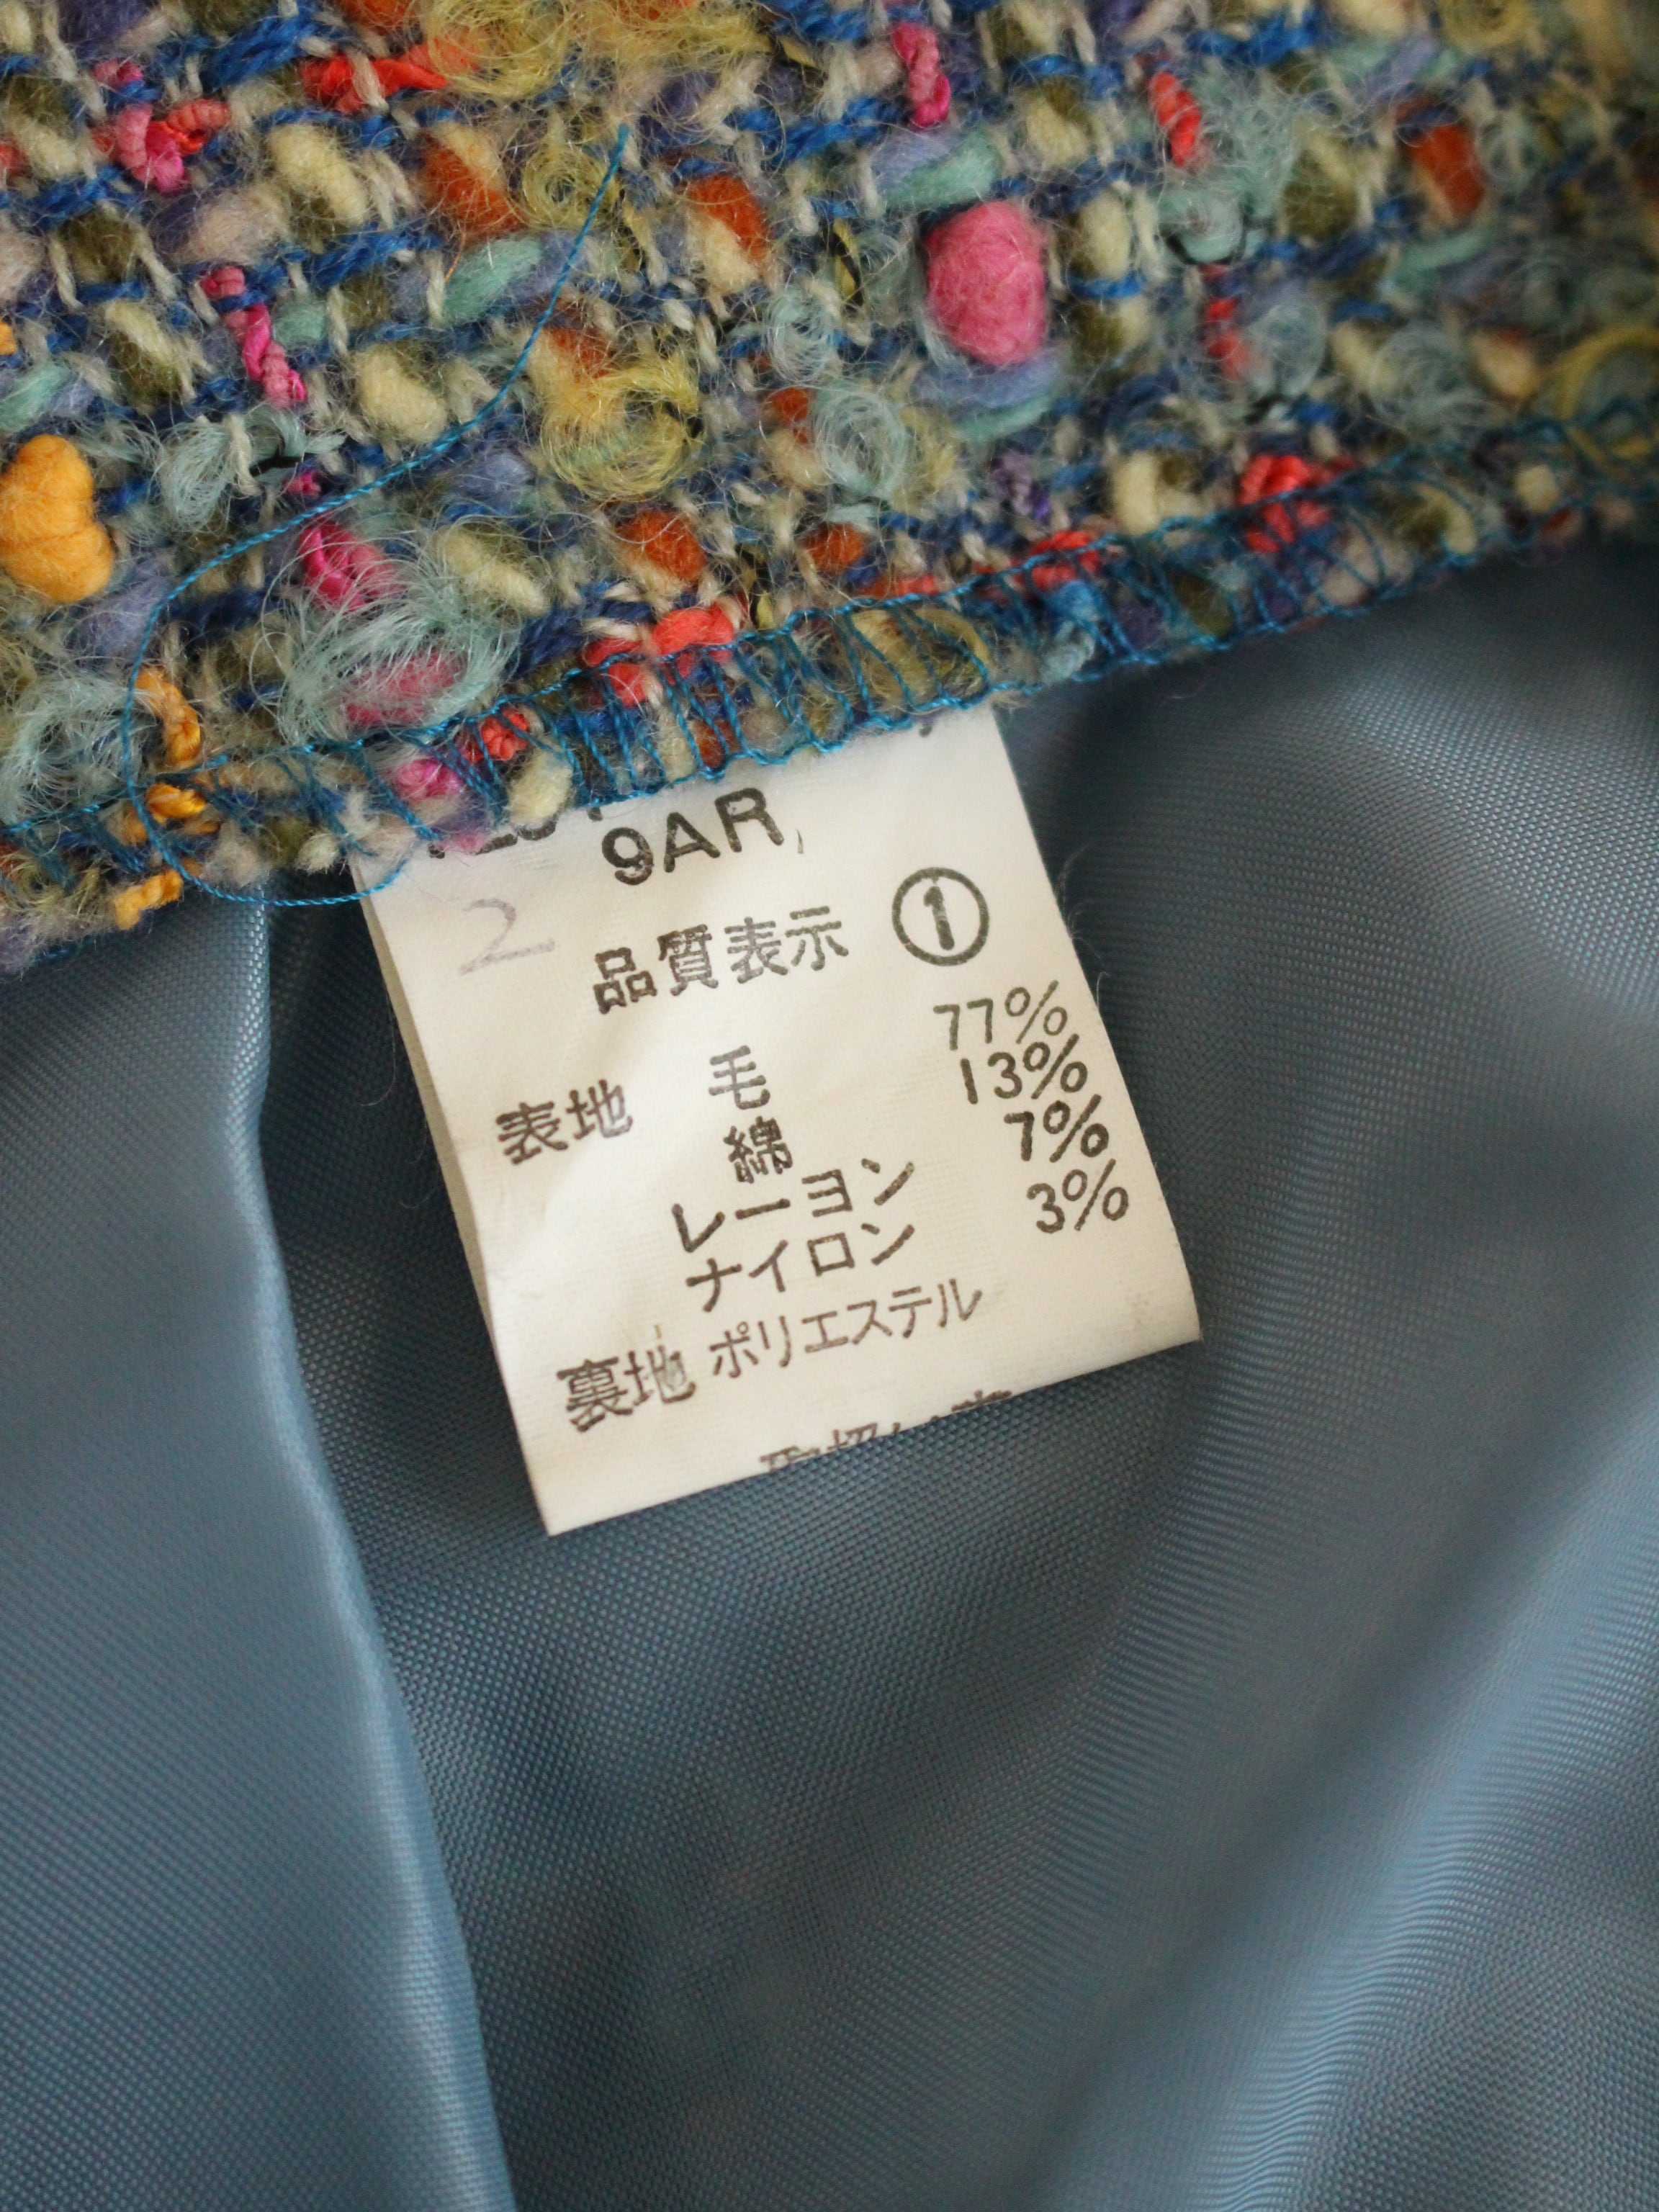 9AR
2
品質表示 ①
表地 毛 77%
綿 13%
レーヨン 7%
ナイロン 3%
裏地 ポリエステル